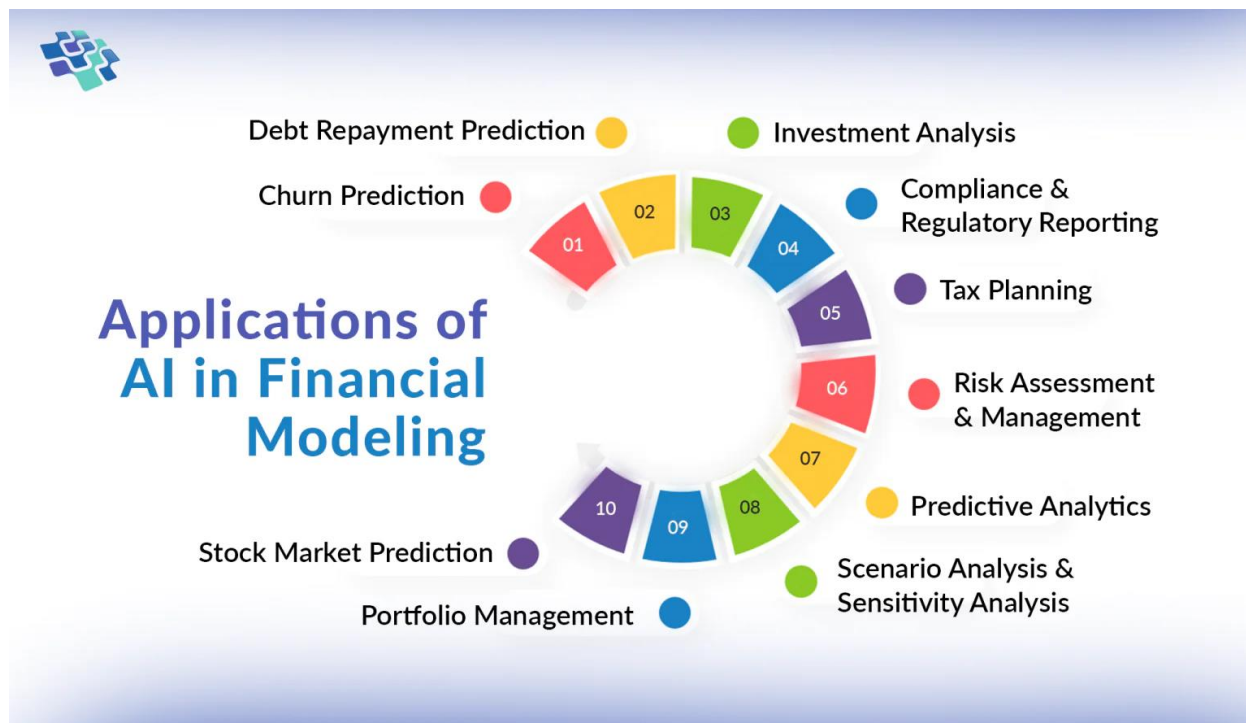 Debt Repayment Prediction
Investment Analysis
Churn Prediction
Compliance &
Regulatory Reporting
01
02
03
04
Tax Planning
05
Applications of
AI in Financial
Modeling
06
Risk Assessment
& Management
07
Predictive Analytics
08
09
10
Stock Market Prediction
Scenario Analysis &
Sensitivity Analysis
Portfolio Management